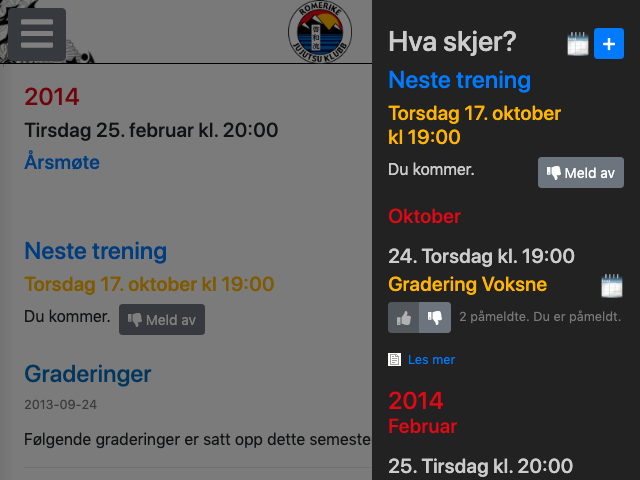 ROMERIKE
JUJUTSU KLUBB
2014
Tirsdag 25. februar kl. 20:00
Årsmøte
Neste trening
Torsdag 17. oktober kl 19:00
Du kommer.
Meld av
Graderinger
2013-09-24
Følgende graderinger er satt opp dette semeste
Hva skjer?
+
Neste trening
Torsdag 17. oktober
kl 19:00
Du kommer.
Meld av
Oktober
24. Torsdag kl. 19:00
Gradering Voksne
2 påmeldte. Du er påmeldt.
Les mer
2014
Februar
25. Tirsdag kl. 20:00